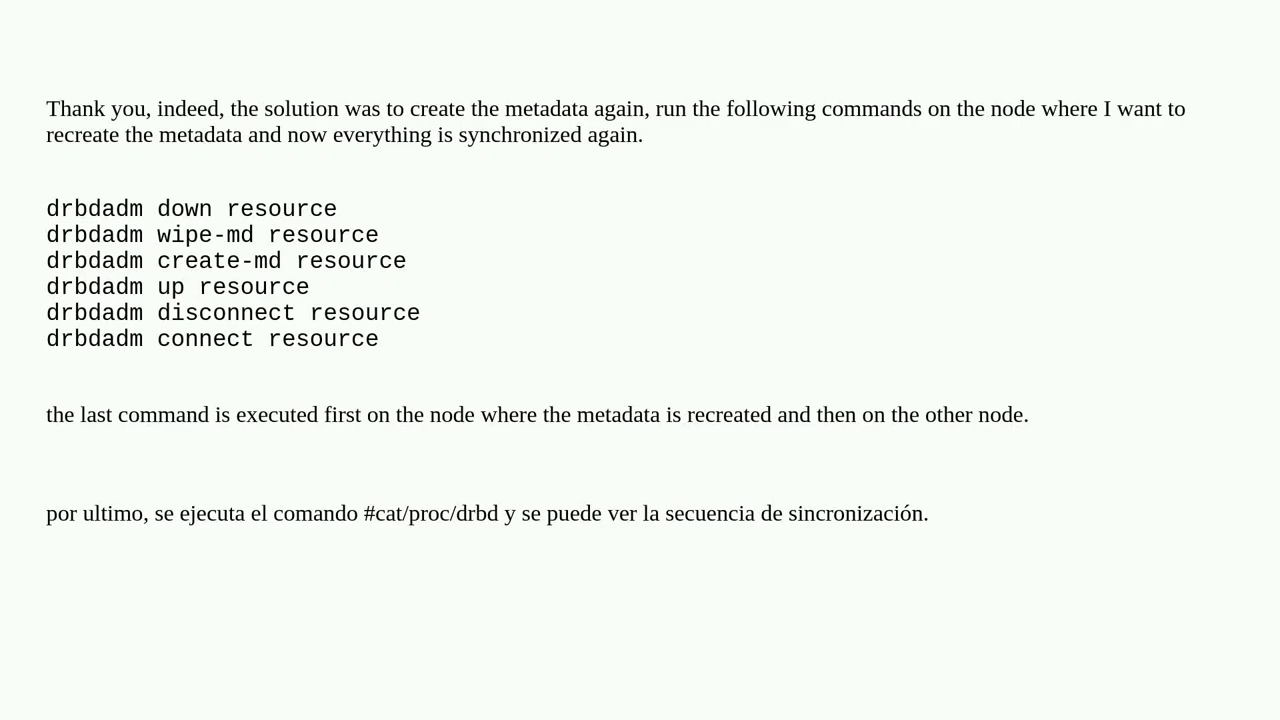 Thank you, indeed, the solution was to create the metadata again, run the following commands on the node where I want to
recreate the metadata and now everything is synchronized again.
drbdadm down resource
drbdadm wipe-md resource
drbdadm create-md resource
drbdadm up resource
drbdadm disconnect resource
drbdadm connect resource
the last command is executed first on the node where the metadata is recreated and then on the other node.
por ultimo, se ejecuta el comando #cat/proc/drbd y se puede ver la secuencia de sincronización.